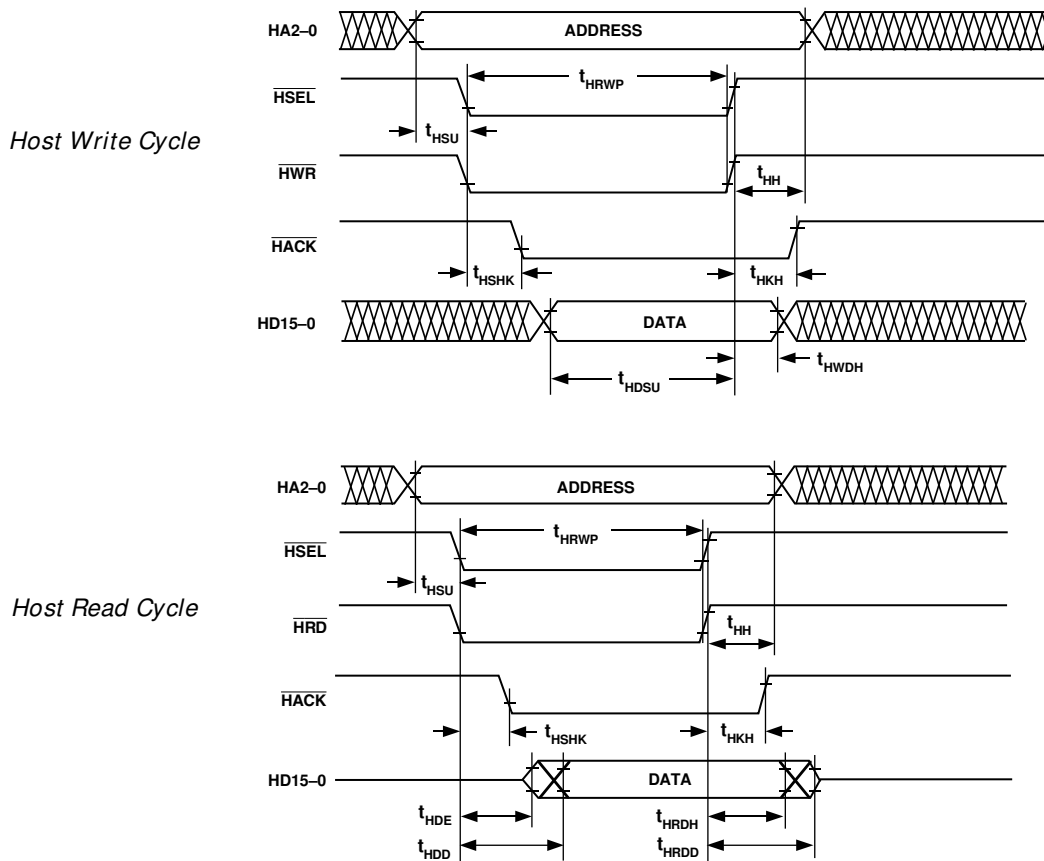 HA2–0
ADDRESS
tHRWP
HSEL
tHSU
Host Write Cycle
HWR
tHH
HACK
tHSHK
tHKH
HD15–0
DATA
tHWDH
tHDSU
HA2–0
ADDRESS
tHRWP
HSEL
tHSU
Host Read Cycle
HRD
tHH
HACK
tHSHK
tHKH
HD15–0
DATA
tHDE
tHRDH
tHDD
tHRDD